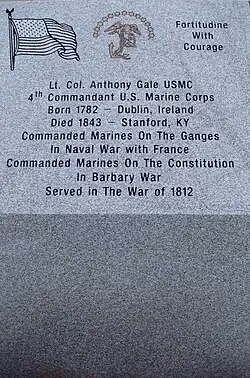 Fortitudine
With
Courage
Lt. Col. Anthony Gale USMC
4th Commandant U.S. Marine Corps
Born 1782 – Dublin, Ireland
Died 1843 – Stanford, KY
Commanded Marines On The Ganges
In Naval War with France
Commanded Marines On The Constitution
In Barbary War
Served in The War of 1812